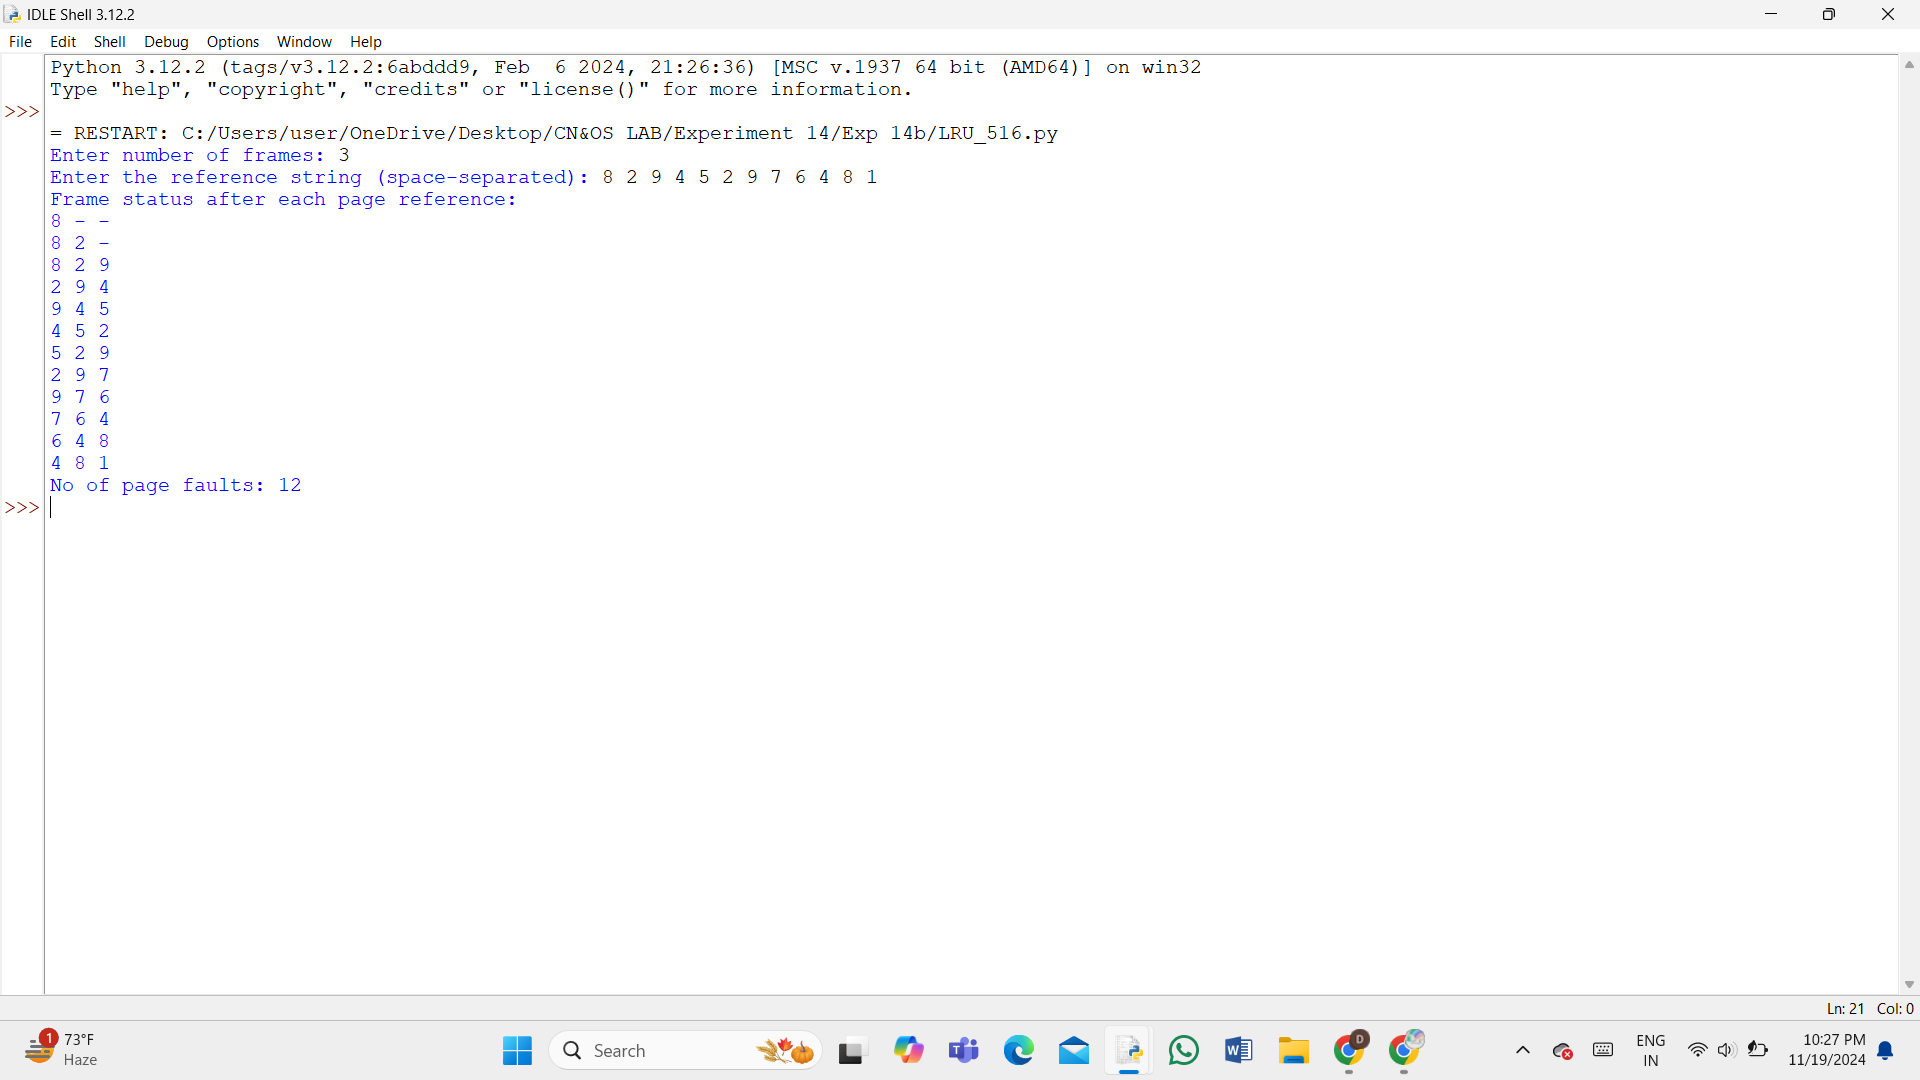 IDLE Shell 3.12.2
File Edit Shell Debug Options Window Help
Python 3.12.2 (tags/v3.12.2:6abddd9, Feb  6 2024, 21:26:36) [MSC v.1937 64 bit (AMD64)] on win32
Type "help", "copyright", "credits" or "license()" for more information.
>>>
= RESTART: C:/Users/user/OneDrive/Desktop/CN&OS LAB/Experiment 14/Exp 14b/LRU_516.py
Enter number of frames: 3
Enter the reference string (space-separated): 8 2 9 4 5 2 9 7 6 4 8 1
Frame status after each page reference:
8 - -
8 2 -
8 2 9
2 9 4
9 4 5
4 5 2
5 2 9
2 9 7
9 7 6
7 6 4
6 4 8
4 8 1
No of page faults: 12
>>>
Ln: 21 Col: 0
1
73°F
Haze
Search
D
ENG
IN
10:27 PM
11/19/2024